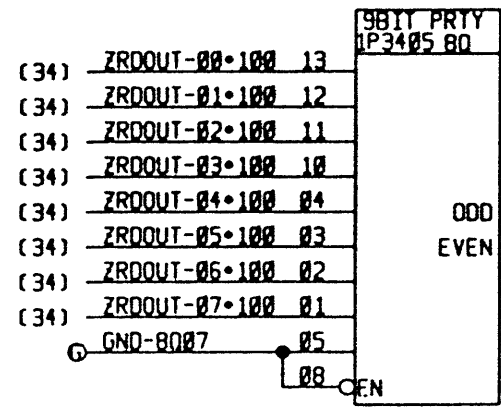 9BIT PRTY
1P3405 8Q
(34) ZRDOUT-00•100 13
(34) ZRDOUT-01•100 12
(34) ZRDOUT-02•100 11
(34) ZRDOUT-03•100 10
(34) ZRDOUT-04•100 04
(34) ZRDOUT-05•100 03
(34) ZRDOUT-06•100 02
(34) ZRDOUT-07•100 01
G GND-8Q07 05
08 EN
ODD
EVEN